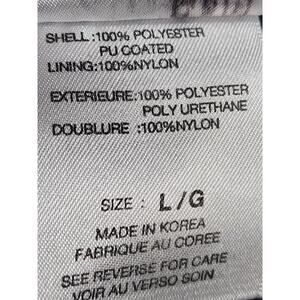 SHELL :100% POLYESTER
PU COATED
LINING:100%NYLON
EXTERIEURE:100% POLYESTER
POLY URETHANE
DOUBLURE :100%NYLON
SIZE : L/G
MADE IN KOREA
FABRIQUE AU COREE
SEE REVERSE FOR CARE
VOIR AU VERSO SOIN